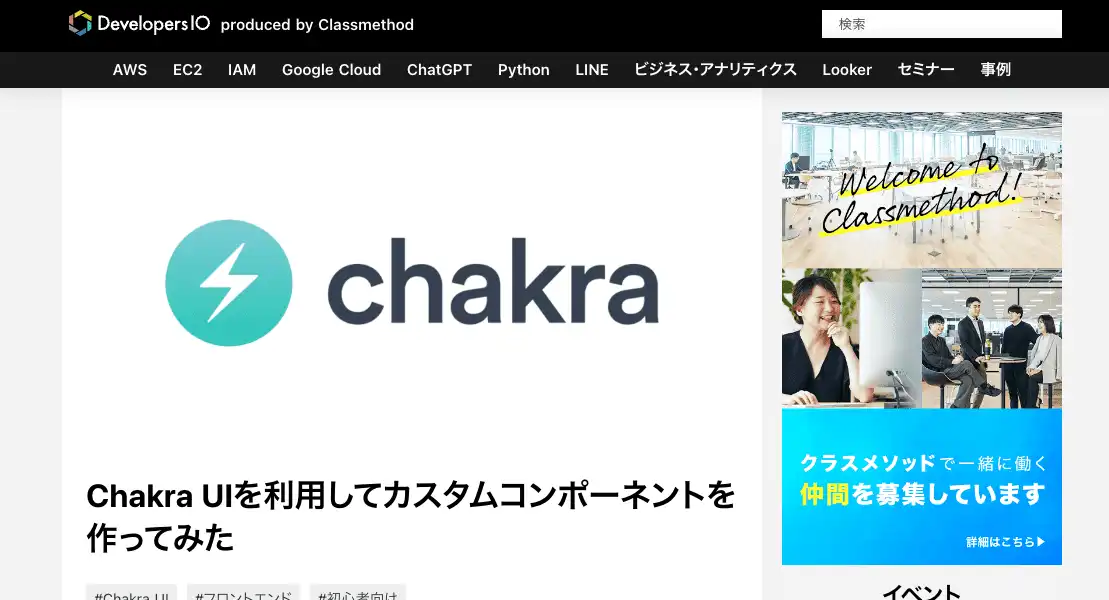 DevelopersIO produced by Classmethod
検索
AWS EC2 IAM Google Cloud ChatGPT Python LINE ビジネス・アナリティクス Looker セミナー 事例
Welcome to
Classmethod!
chakra
クラスメソッドで一緒に働く
仲間を募集しています
詳細はこちら▶
Chakra UIを利用してカスタムコンポーネントを
作ってみた
#Chakra UI #フロントエンド #初心者向け
イベント